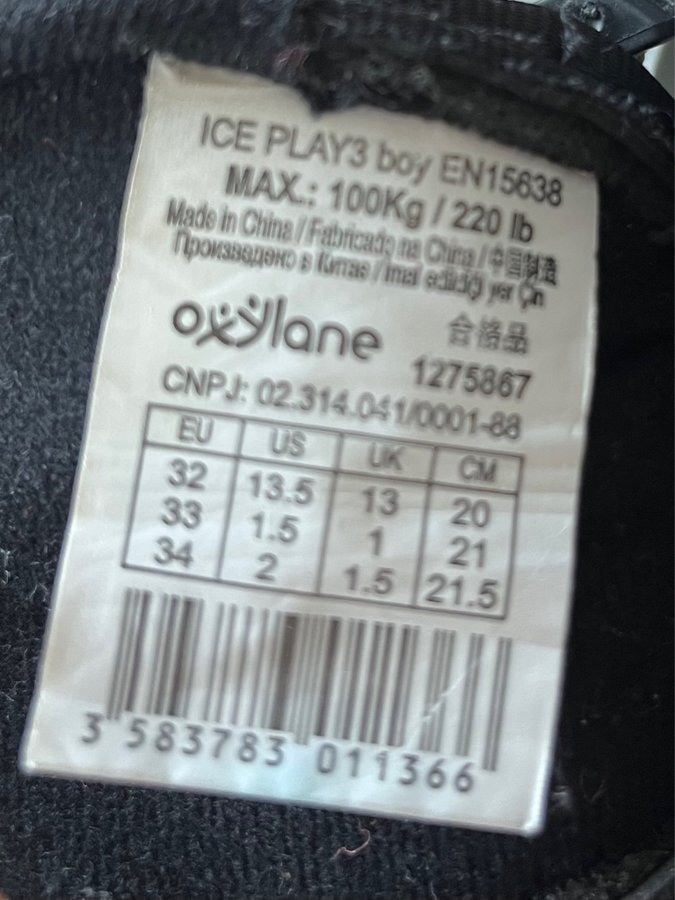 ICE PLAY3 boy EN15638
MAX.: 100Kg / 220 lb
Made in China / Fabricado na China / 中国制造
Произведено в Китае / Imal edildiği yer Çin
oxylane 合格品
1275867
CNPJ: 02.314.041/0001-88
EU US UK CM
32 13.5 13 20
33 1.5 1 21
34 2 1.5 21.5
3 583783 011366